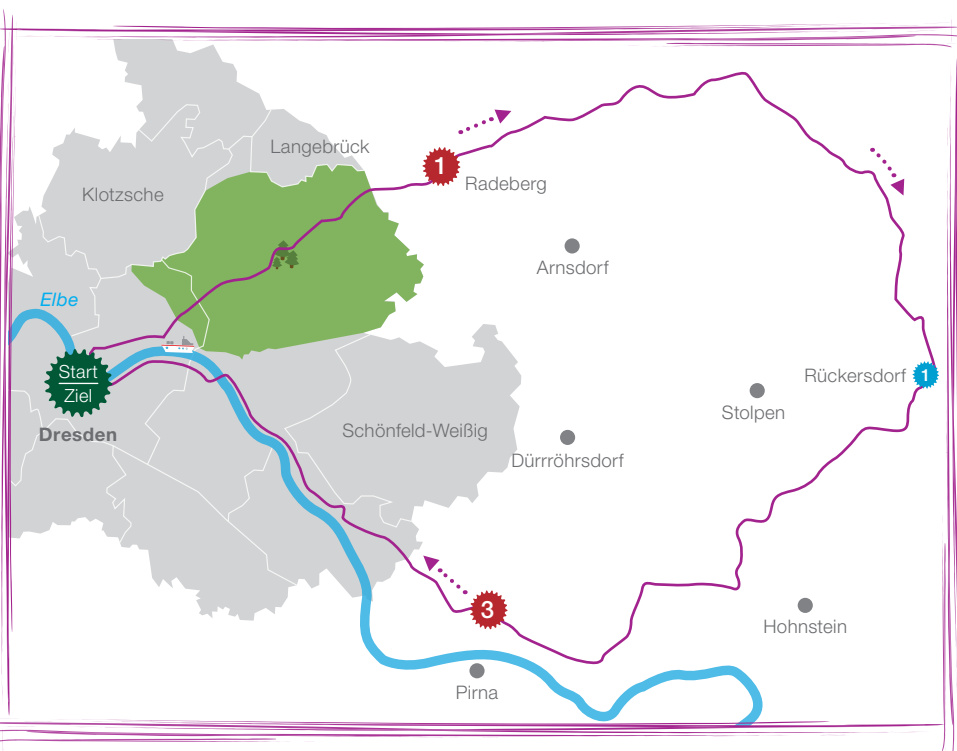 Langebrück
1
Klotzsche
Radeberg
Arnsdorf
Elbe
Start
Ziel
Rückersdorf
1
Stolpen
Dresden
Schönfeld-Weißig
Dürrröhrsdorf
3
Hohnstein
Pirna